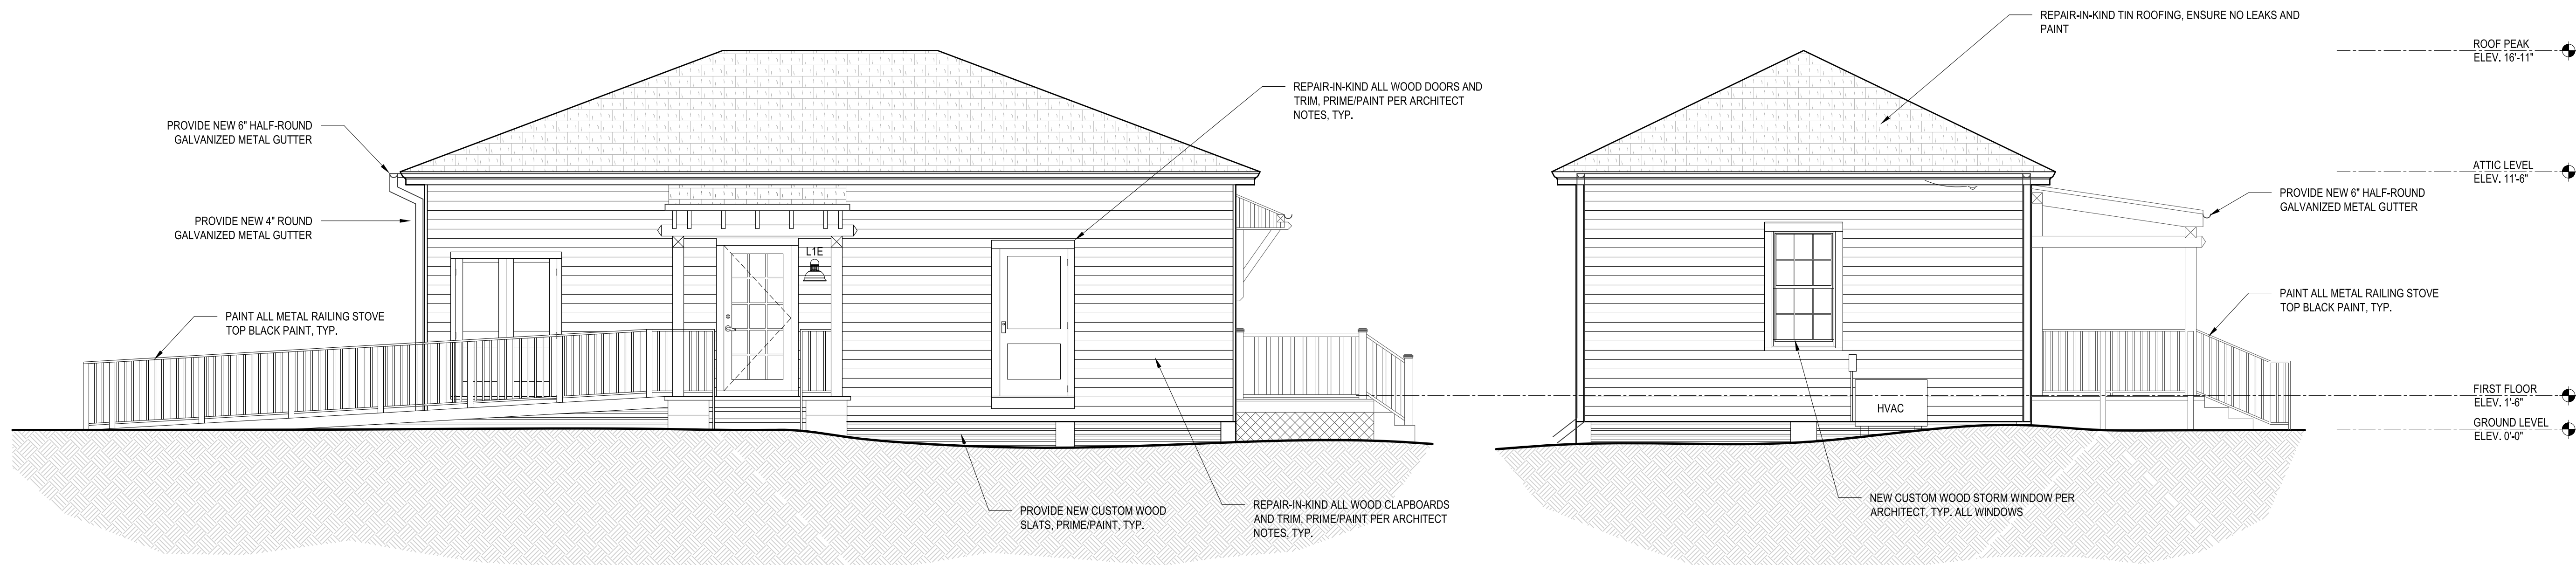 PROVIDE NEW 6" HALF-ROUND
GALVANIZED METAL GUTTER
PROVIDE NEW 4" ROUND
GALVANIZED METAL GUTTER
PAINT ALL METAL RAILING STOVE
TOP BLACK PAINT, TYP.
L1E
REPAIR-IN-KIND ALL WOOD DOORS AND
TRIM, PRIME/PAINT PER ARCHITECT
NOTES, TYP.
PROVIDE NEW CUSTOM WOOD
SLATS, PRIME/PAINT, TYP.
REPAIR-IN-KIND ALL WOOD CLAPBOARDS
AND TRIM, PRIME/PAINT PER ARCHITECT
NOTES, TYP.
REPAIR-IN-KIND TIN ROOFING, ENSURE NO LEAKS AND
PAINT
HVAC
NEW CUSTOM WOOD STORM WINDOW PER
ARCHITECT, TYP. ALL WINDOWS
PROVIDE NEW 6" HALF-ROUND
GALVANIZED METAL GUTTER
PAINT ALL METAL RAILING STOVE
TOP BLACK PAINT, TYP.
ROOF PEAK
ELEV. 16'-11"
ATTIC LEVEL
ELEV. 11'-6"
FIRST FLOOR
ELEV. 1'-6"
GROUND LEVEL
ELEV. 0'-0"